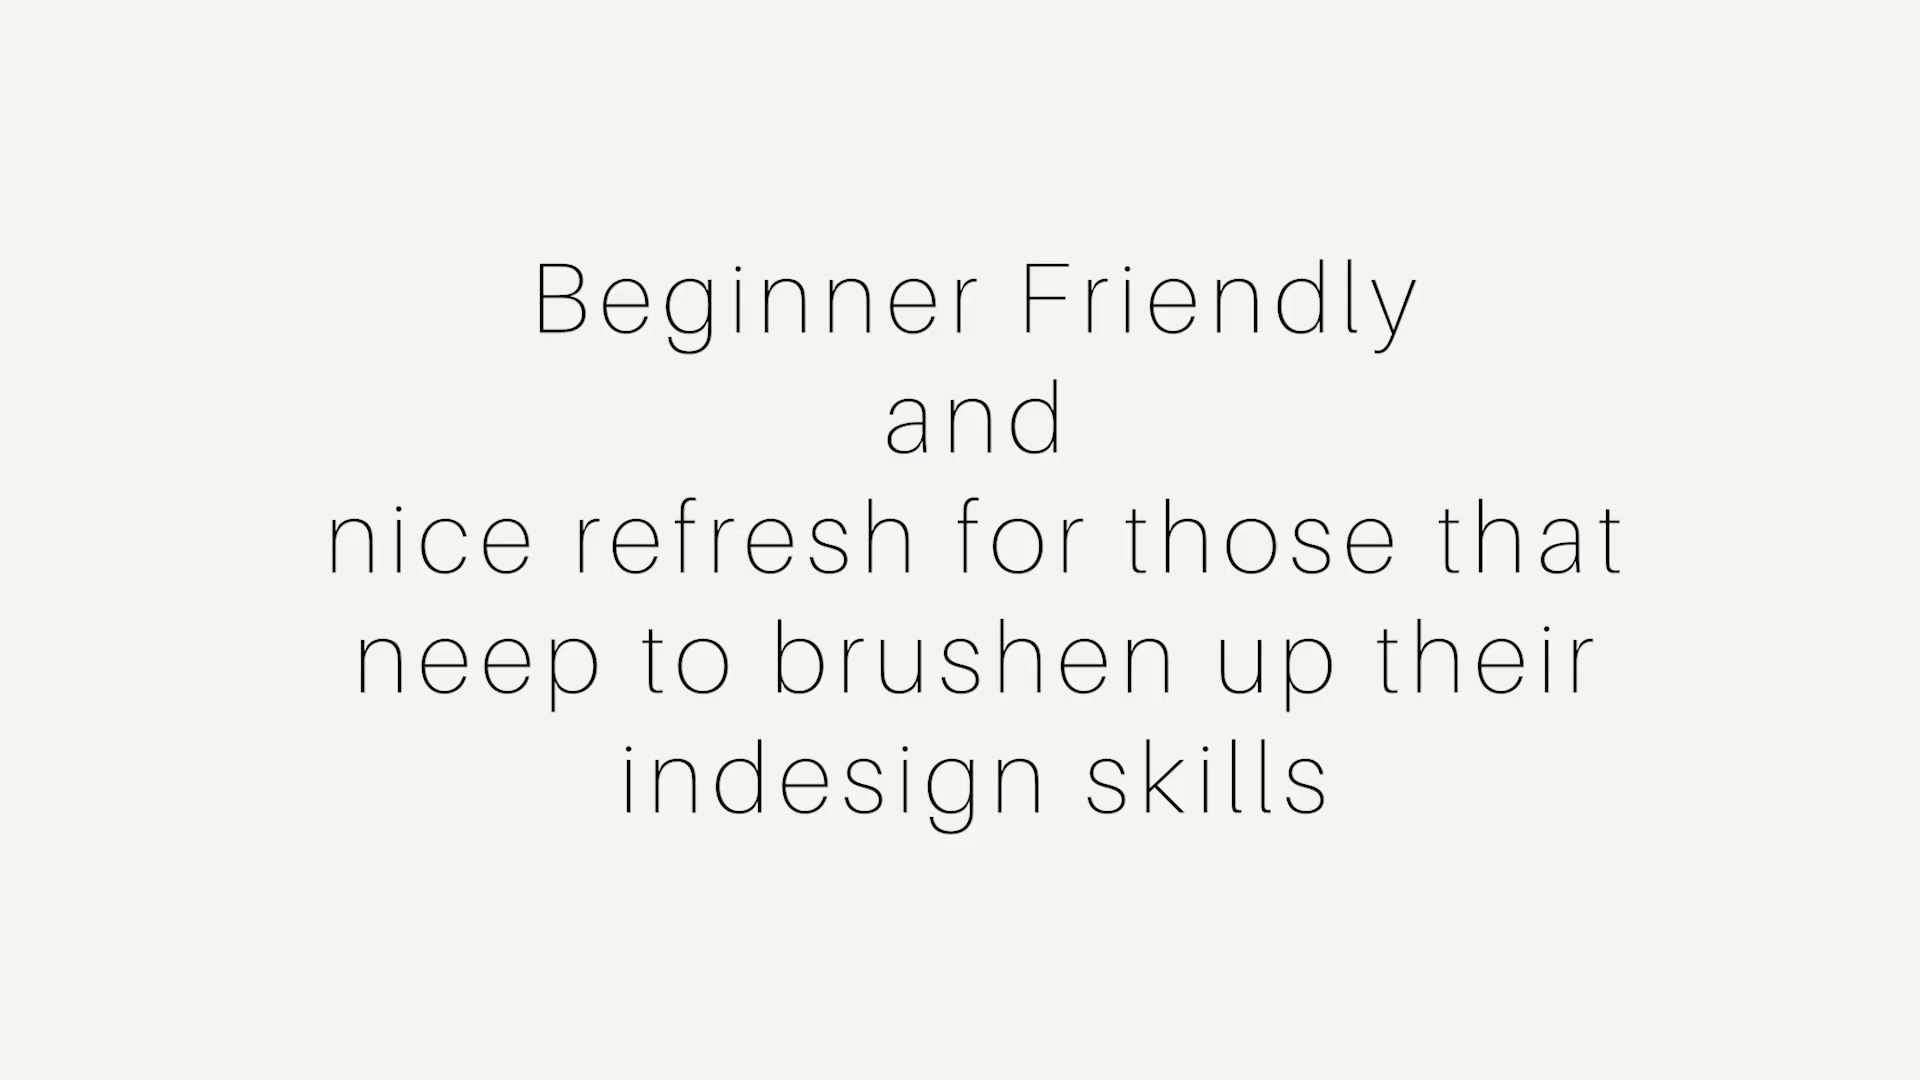 Beginner Friendly
and
nice refresh for those that
neep to brushen up their
indesign skills